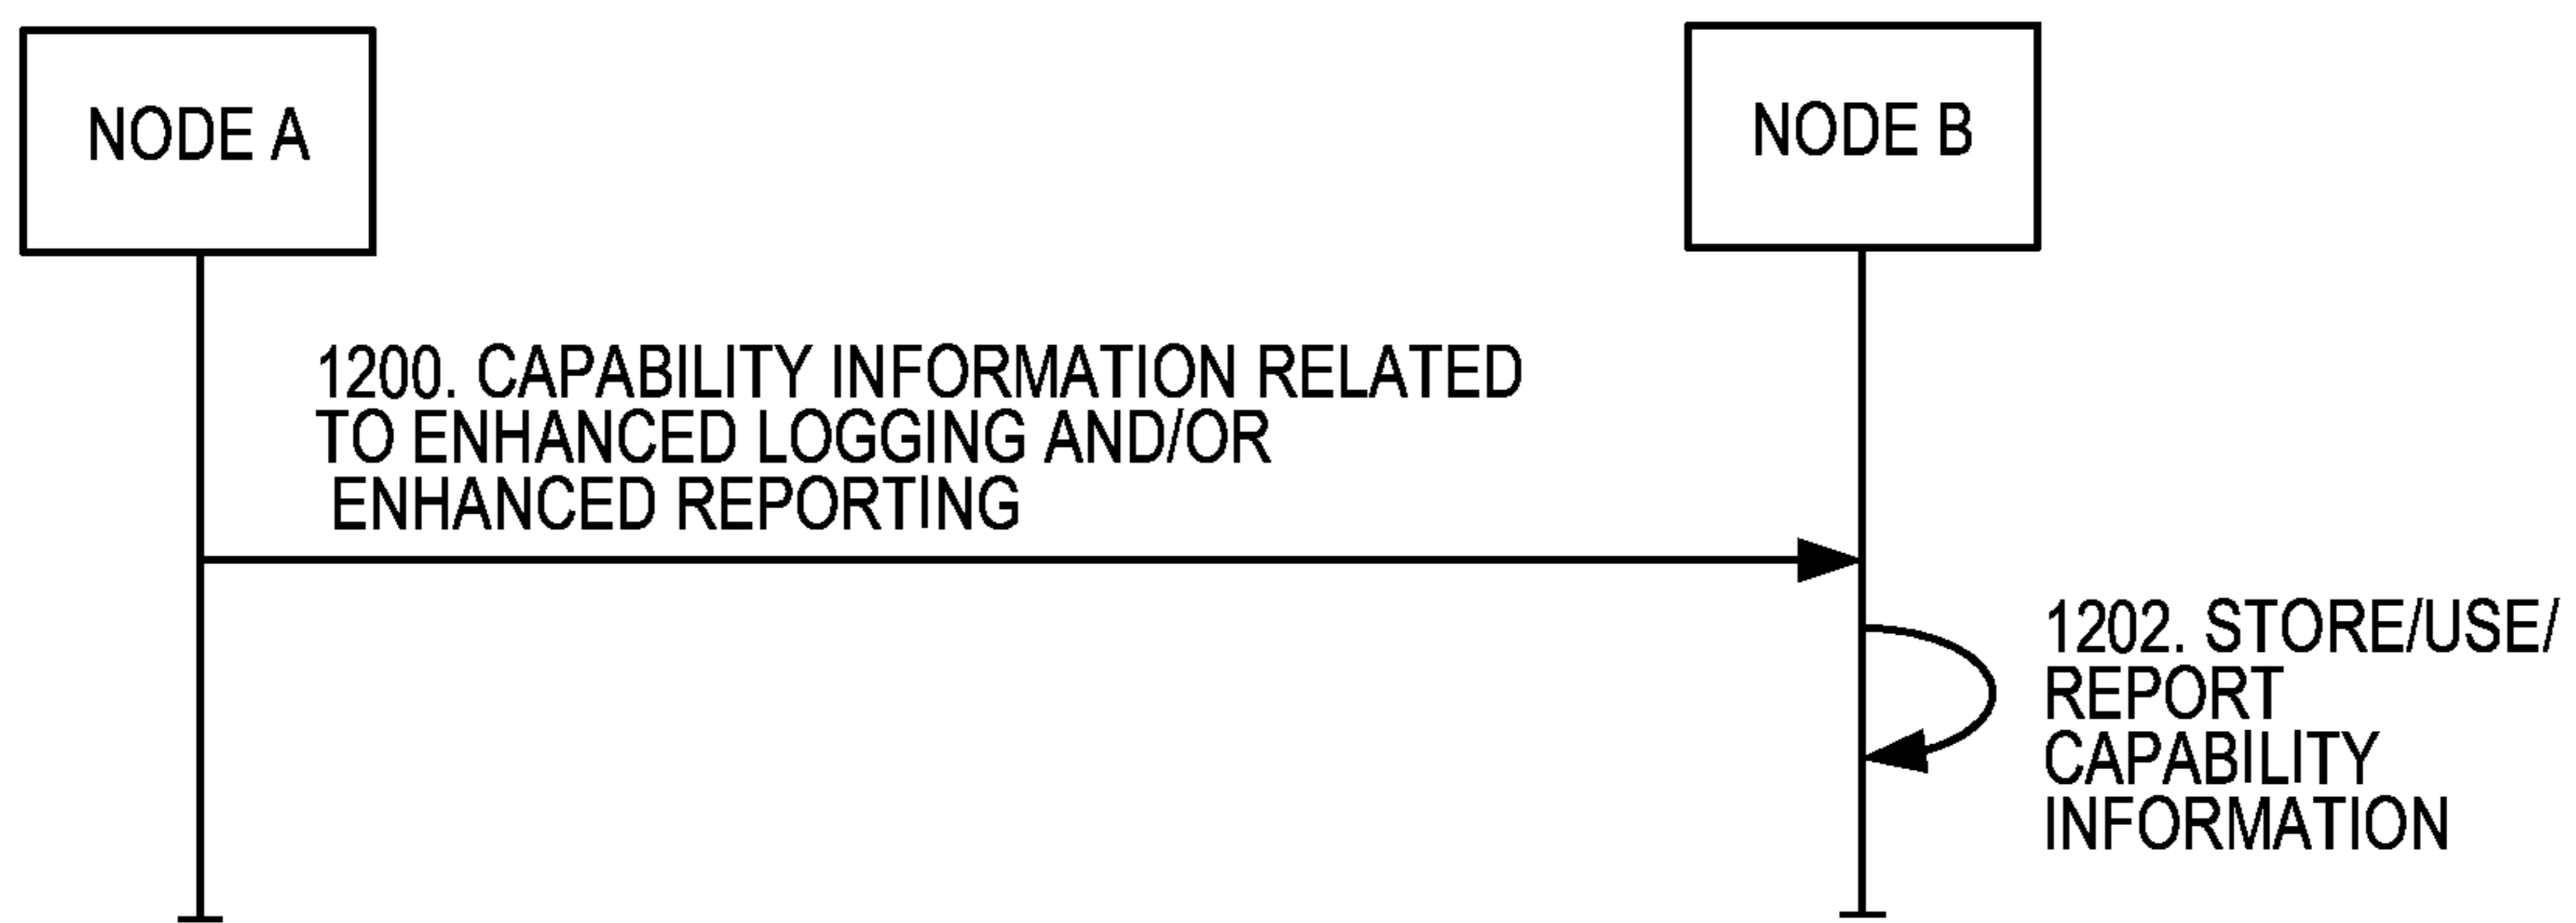 NODE A
NODE B
1200. CAPABILITY INFORMATION RELATED
TO ENHANCED LOGGING AND/OR
ENHANCED REPORTING
1202. STORE/USE/
REPORT
CAPABILITY
INFORMATION